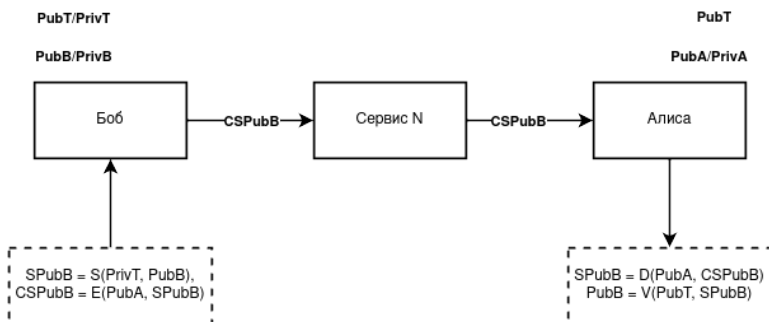 PubT/PrivT
PubT
PubB/PrivB
PubA/PrivA
Боб
CSPubB
Сервис N
CSPubB
Алиса
SPubB = S(PrivT, PubB),
CSPubB = E(PubA, SPubB)
SPubB = D(PubA, CSPubB)
PubB = V(PubT, SPubB)